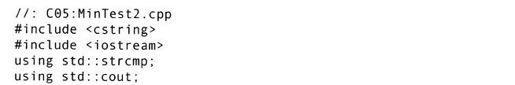 //: C05:MinTest2.cpp
#include <cstring>
#include <iostream>
using std::strcmp;
using std::cout;